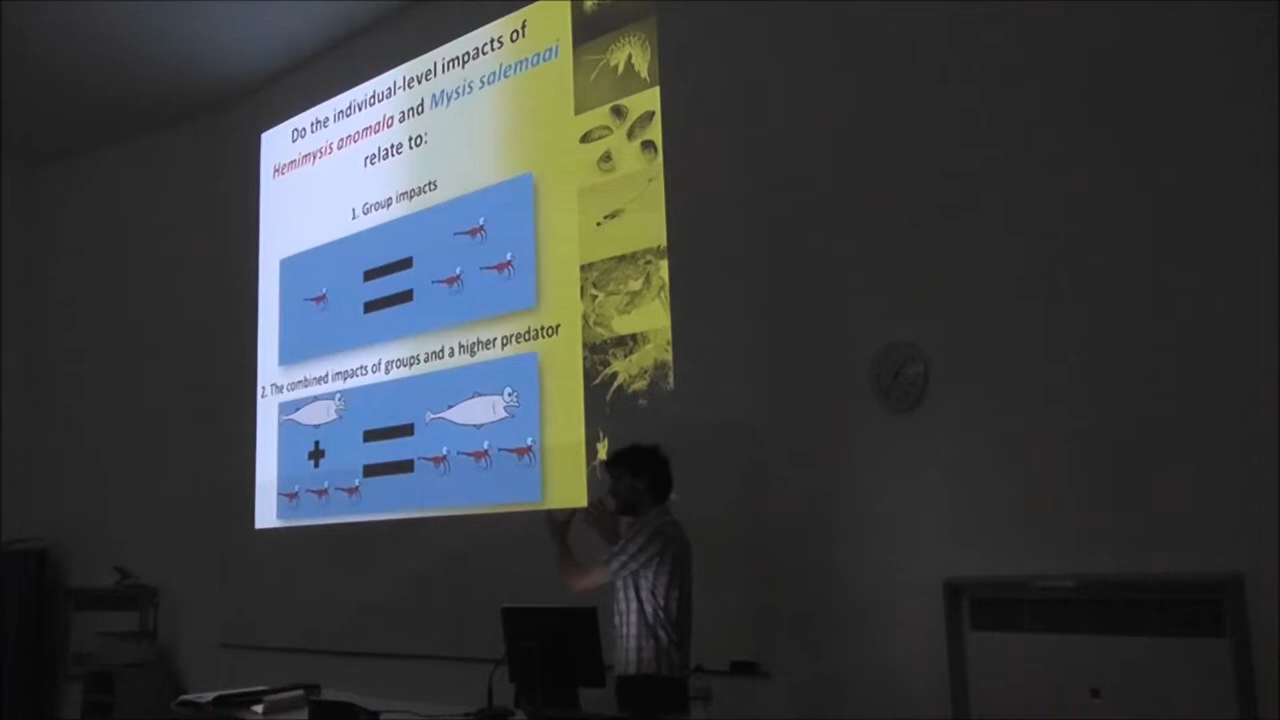 Do the individual-level impacts of
Hemimysis anomala and Mysis salemaai
relate to:
1. Group impacts
2. The combined impacts of groups and a higher predator